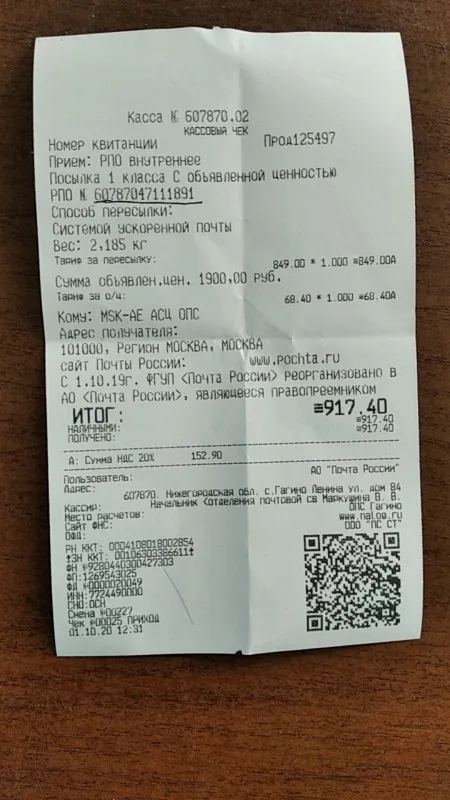 Касса № 607870.02
КАССОВЫЙ ЧЕК
Номер квитанции Прод125497
Прием: РПО внутреннее
Посылка 1 класса С объявленной ценностью
РПО № 60787047111891
Способ пересылки:
Системой ускоренной почты
Вес: 2,185 кг
Тариф за пересылку: 849.00 * 1.000 =849.00А
Сумма объявлен.цен. 1900,00 руб.
Тариф за о/ц: 68.40 * 1.000 =68.40А
Кому: MSK-AE АСЦ ОПС
Адрес получателя:
101000, Регион МОСКВА, МОСКВА
сайт Почты России: www.pochta.ru
С 1.10.19г. ФГУП <Почта России> реорганизовано в
АО <Почта России>, являющееся правопреемником
ИТОГ: =917.40
НАЛИЧНЫМИ: =917.40
ПОЛУЧЕНО: =917.40
А: Сумма НДС 20% 152.90
Пользователь: АО "Почта России"
Адрес: 607870, Нижегородская обл. с.Гагино Ленина ул. дом 84
Кассир: Начальник <отделения почтовой св Маркушина В. В.
Место расчетов: ОПС Гагино
Сайт ФНС: www.nalog.ru
ОФД: ООО "ПС СТ"
РН ККТ: 0004108018002854
ЗН ККТ: 00106303386611
ФН №9280440300427303
ФП:1269543025
ФД №0000020049
ИНН:7724490000
СНО:ОСН
Смена №00227
Чек №00025 ПРИХОД
01.10.20 12:31